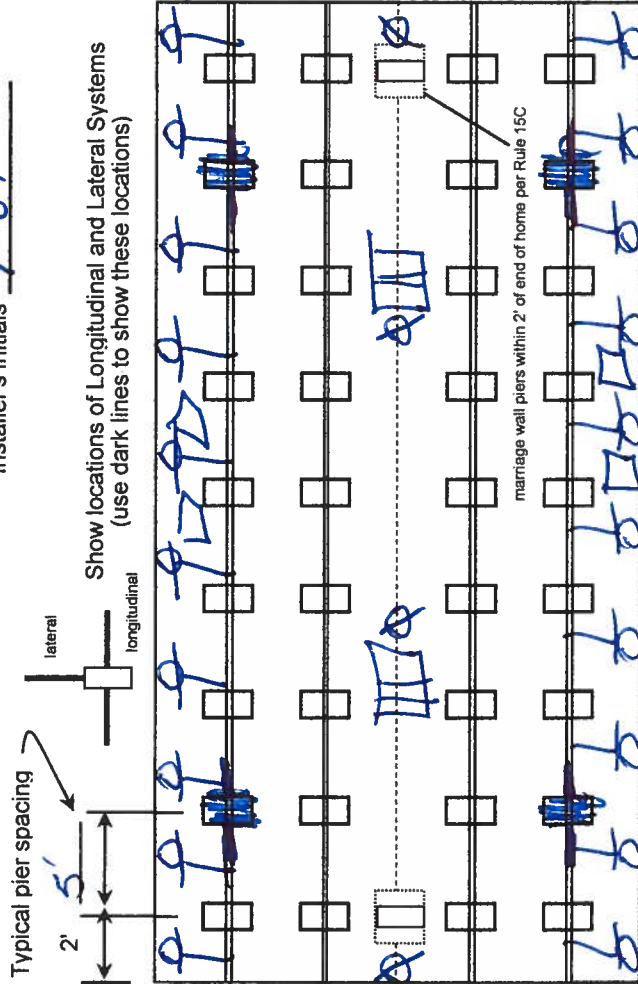 Installer's Initials
Typical pier spacing
2'
5'
lateral
longitudinal
Show locations of Longitudinal and Lateral Systems
(use dark lines to show these locations)
marriage wall piers within 2' of end of home per Rule 15C